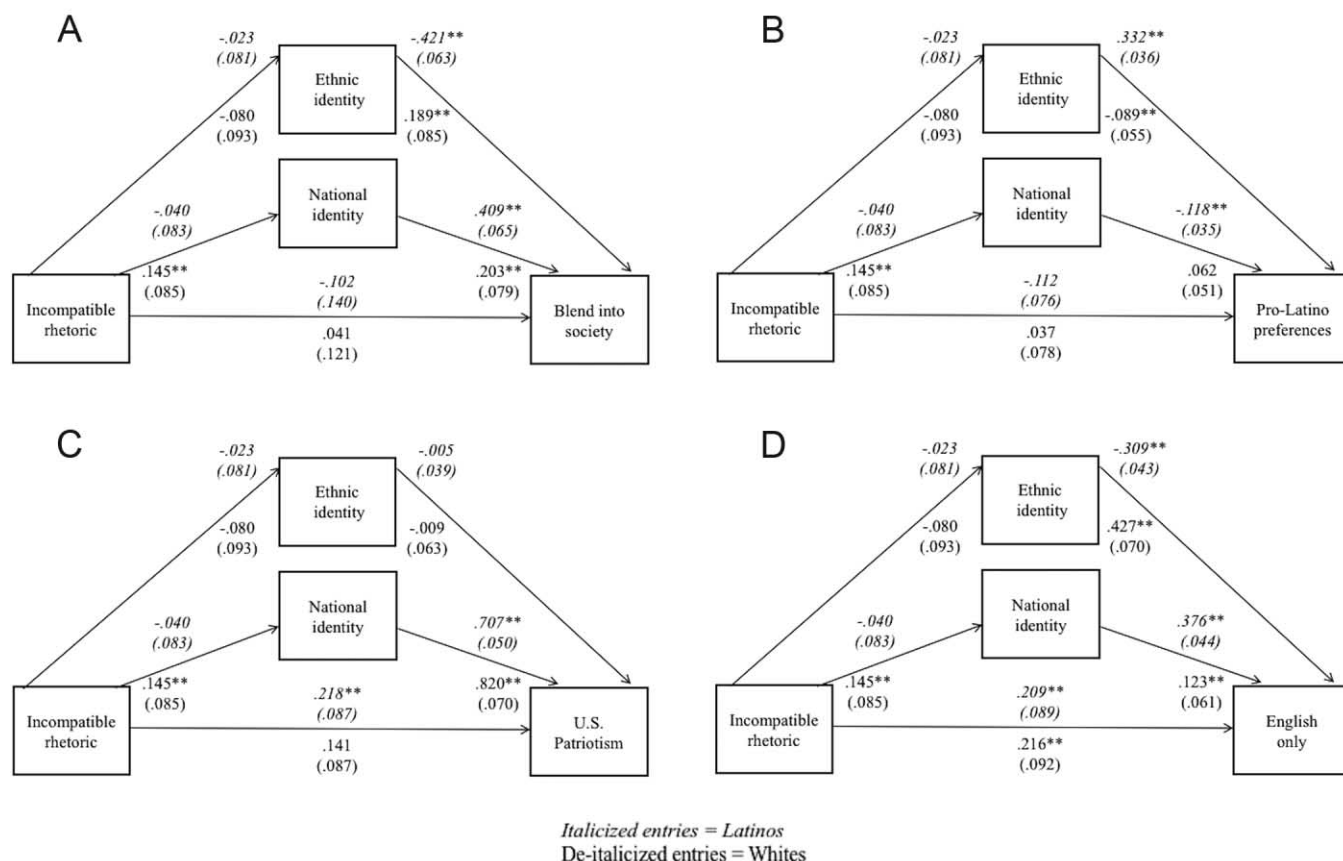 A
-.023
(.081)
-.421**
(.063)
Ethnic
identity
-.080
(.093)
.189**
(.085)
National
identity
-.040
(.083)
.409**
(.065)
.145**
(.085)
.203**
(.079)
-.102
(.140)
Incompatible
rhetoric
Blend into
society
.041
(.121)
B
-.023
(.081)
.332**
(.036)
Ethnic
identity
-.080
(.093)
-.089**
(.055)
National
identity
-.040
(.083)
-.118**
(.035)
.145**
(.085)
.062
(.051)
-.112
(.076)
Incompatible
rhetoric
Pro-Latino
preferences
.037
(.078)
C
-.023
(.081)
-.005
(.039)
Ethnic
identity
-.080
(.093)
-.009
(.063)
National
identity
-.040
(.083)
.707**
(.050)
.145**
(.085)
.820**
(.070)
.218**
(.087)
Incompatible
rhetoric
U.S.
Patriotism
.141
(.087)
D
-.023
(.081)
-.309**
(.043)
Ethnic
identity
-.080
(.093)
.427**
(.070)
National
identity
-.040
(.083)
.376**
(.044)
.145**
(.085)
.123**
(.061)
.209**
(.089)
Incompatible
rhetoric
English
only
.216**
(.092)
Italicized entries = Latinos
De-italicized entries = Whites